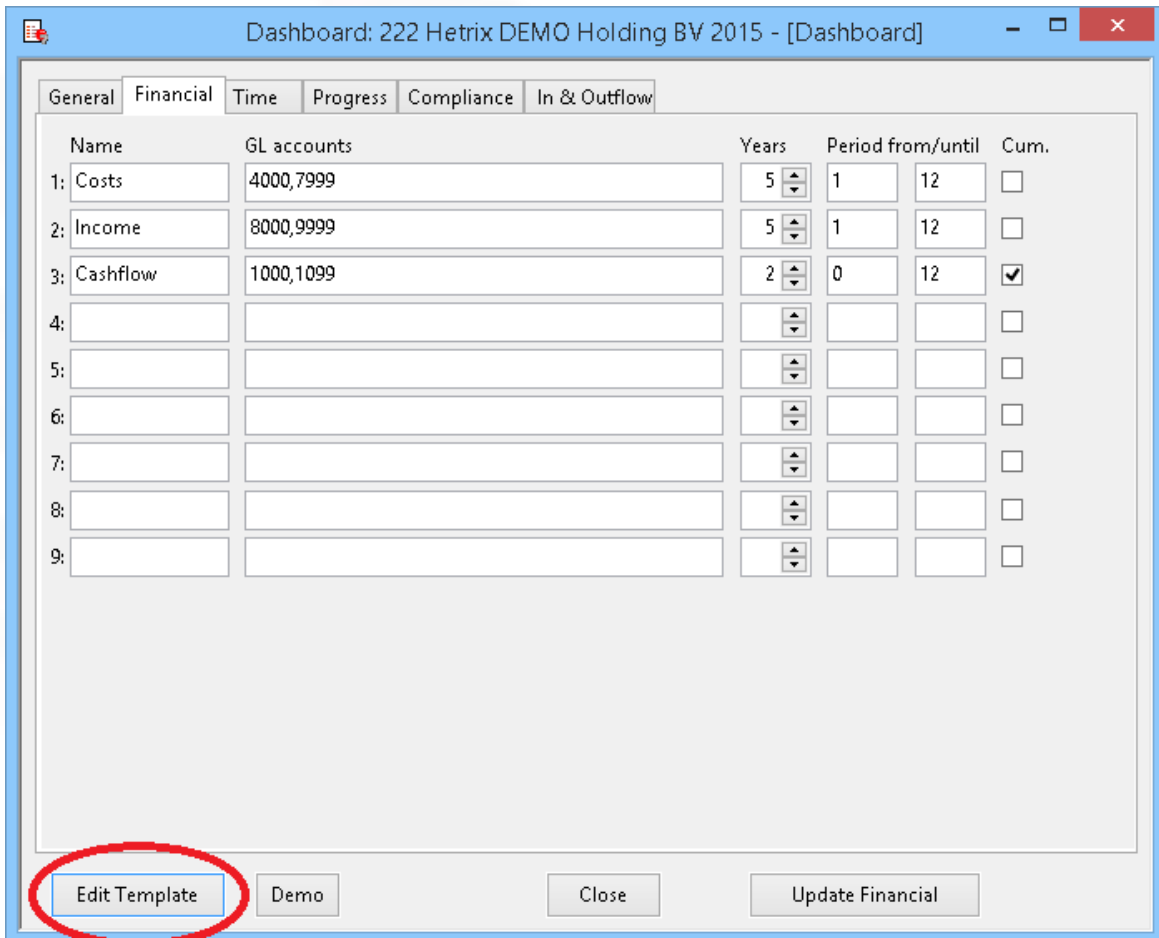 Dashboard: 222 Hetrix DEMO Holding BV 2015 - [Dashboard]
General Financial Time Progress Compliance In & Outflow
Name GL accounts Years Period from/until Cum.
1: Costs 4000,7999 5 1 12
2: Income 8000,9999 5 1 12
3: Cashflow 1000,1099 2 0 12
4:
5:
6:
7:
8:
9:
Edit Template Demo Close Update Financial